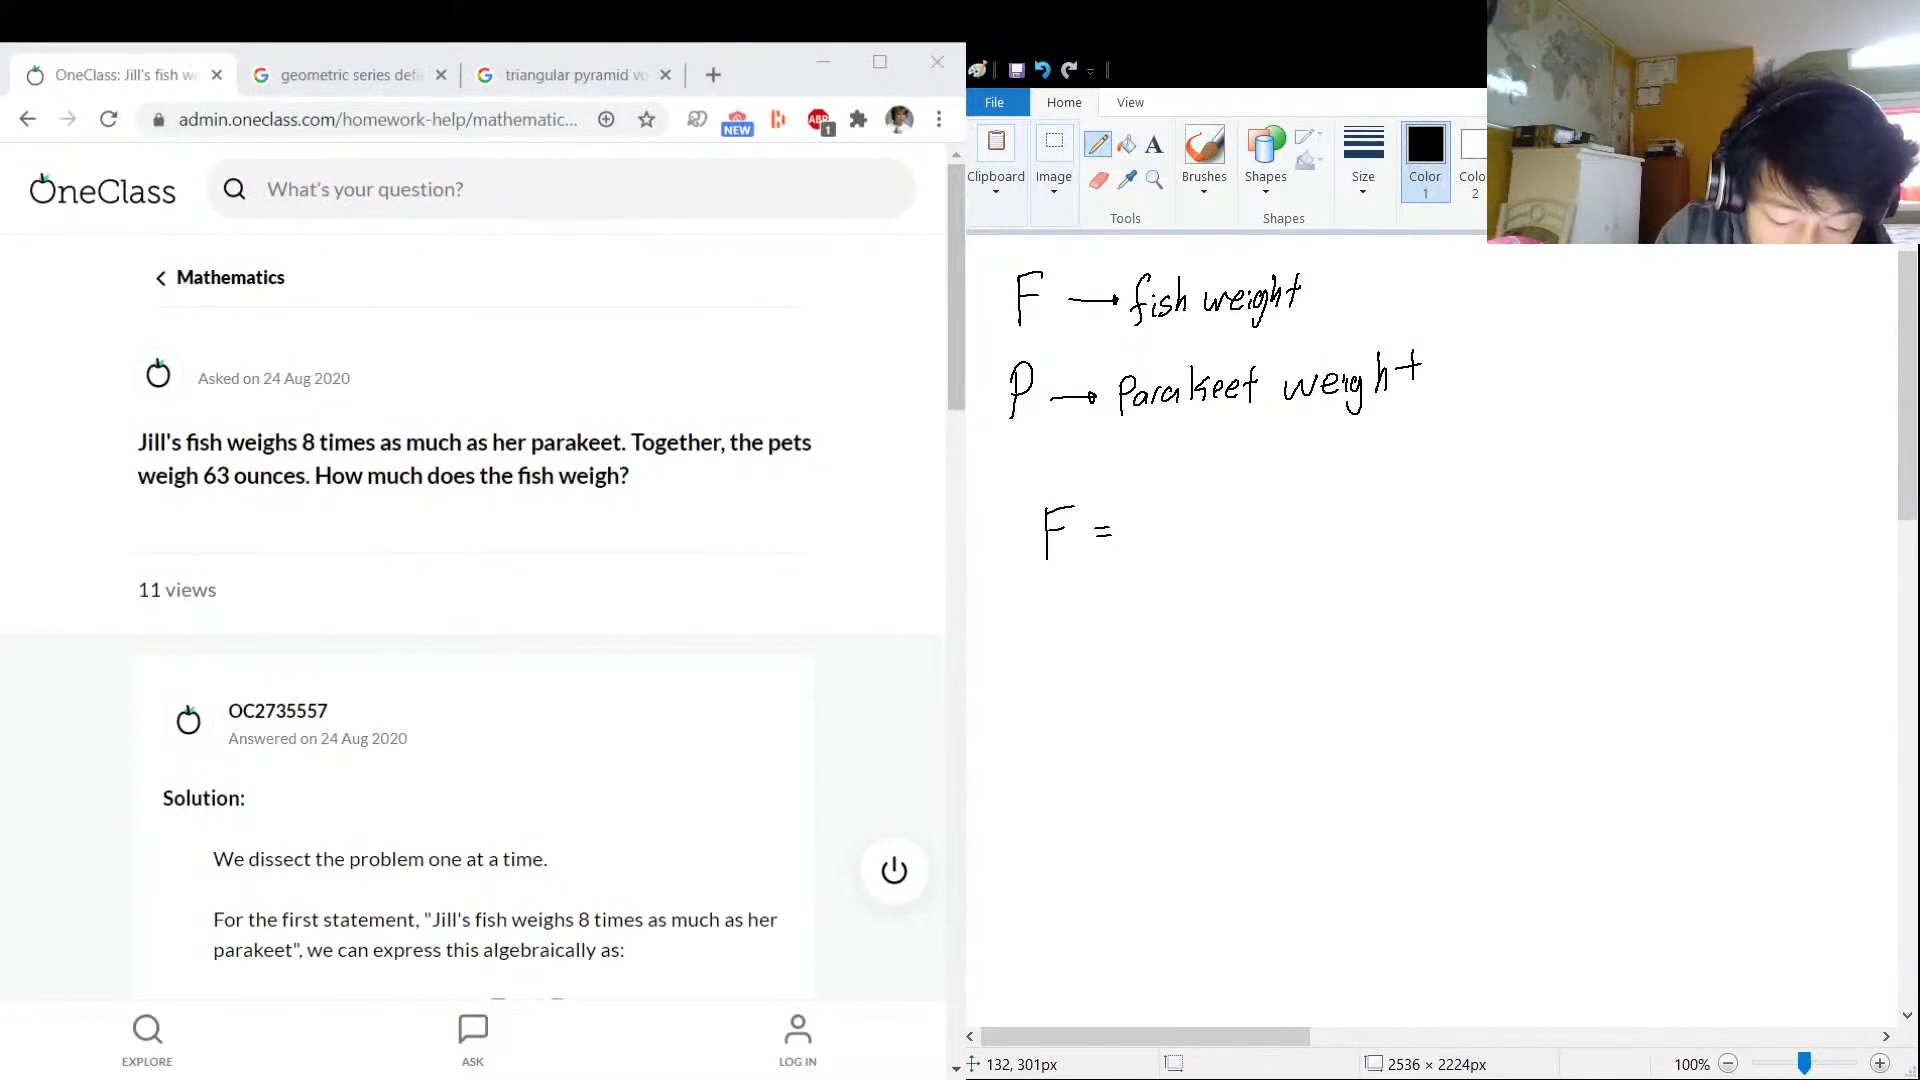 OneClass: Jill's fish we
geometric series defi
triangular pyramid vo
admin.oneclass.com/homework-help/mathematic...
NEW
ABP
1
OneClass
What's your question?
Mathematics
Asked on 24 Aug 2020
Jill's fish weighs 8 times as much as her parakeet. Together, the pets
weigh 63 ounces. How much does the fish weigh?
11 views
OC2735557
Answered on 24 Aug 2020
Solution:
We dissect the problem one at a time.
For the first statement, "Jill's fish weighs 8 times as much as her
parakeet", we can express this algebraically as:
EXPLORE
ASK
LOG IN
File
Home
View
Clipboard
Image
Tools
Brushes
Shapes
Shapes
Size
Color
1
Colo
2
A
F → fish weight
P → Parakeet weight
F =
132, 301px
2536 × 2224px
100%